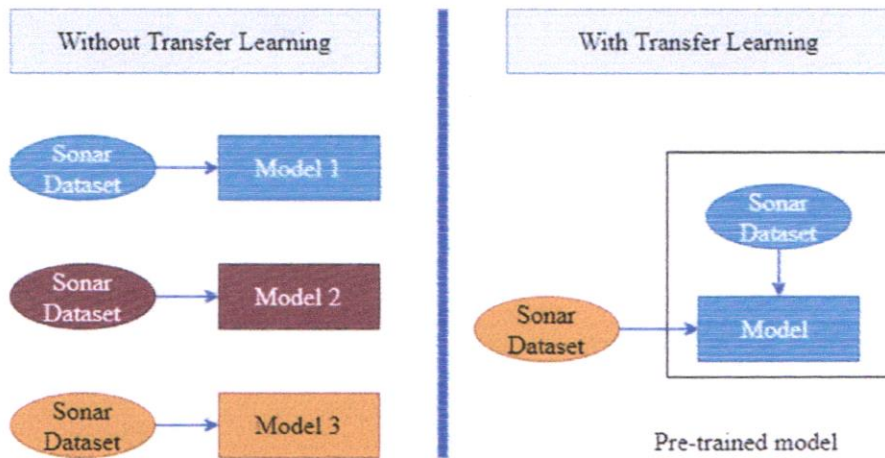 Without Transfer Learning
With Transfer Learning
Sonar
Dataset
Model 1
Sonar
Dataset
Model 2
Sonar
Dataset
Model 3
Sonar
Dataset
Sonar
Dataset
Model
Pre-trained model